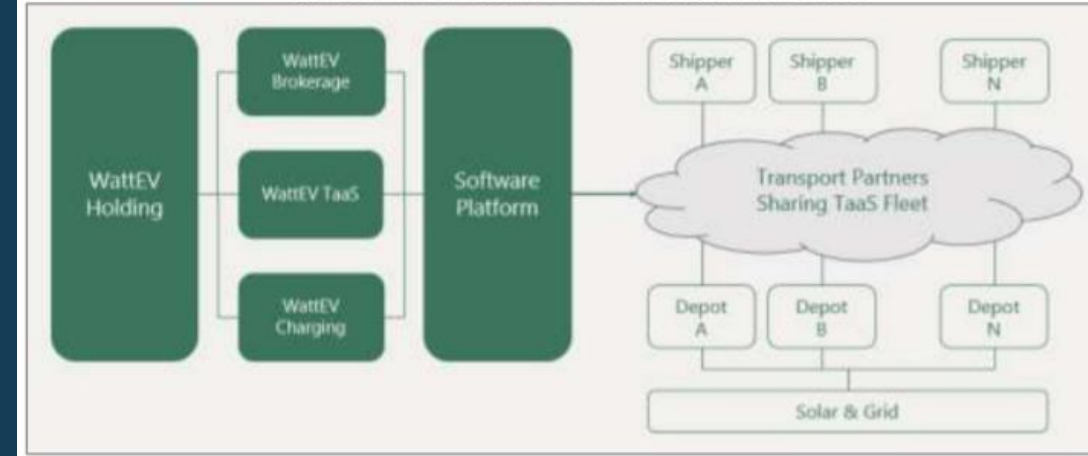 WattEV
Holding
WattEV
Brokerage
WattEV TaaS
WattEV
Charging
Software
Platform
Shipper
A
Shipper
B
Shipper
N
Transport Partners
Sharing TaaS Fleet
Depot
A
Depot
B
Depot
N
Solar & Grid